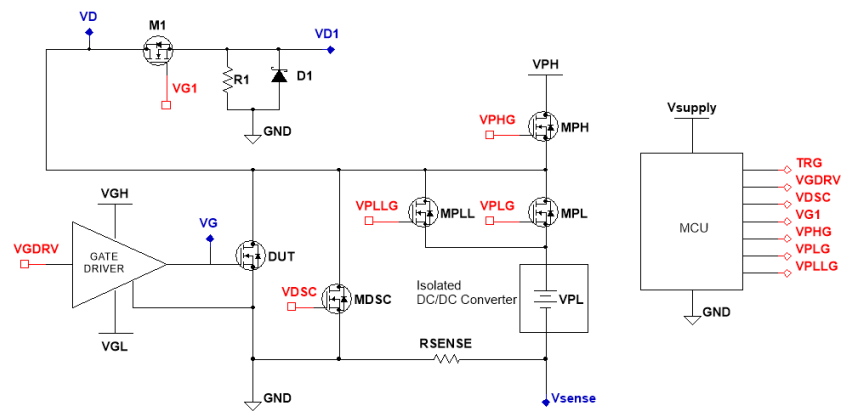 VD
M1
VD1
VG1
R1
D1
GND
VPH
VPHG
MPH
Vsupply
TRG
VGDRV
VDSC
VG1
VPHG
VPLG
VPLLG
MCU
GND
VGH
VG
VPLLG
MPLL
VPLG
MPL
VGDRV
GATE
DRIVER
DUT
VGL
VDSC
MDSC
Isolated
DC/DC Converter
VPL
RSENSE
GND
Vsense